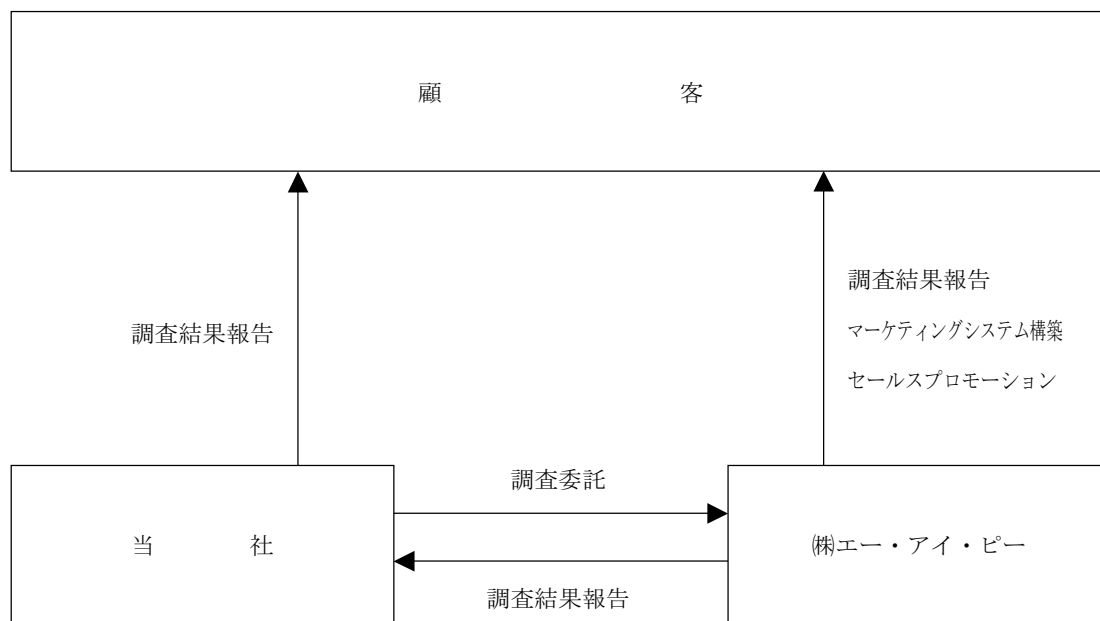 顧客
調査結果報告
調査結果報告
マーケティングシステム構築
セールスプロモーション
調査委託
当社
㈱エー・アイ・ピー
調査結果報告